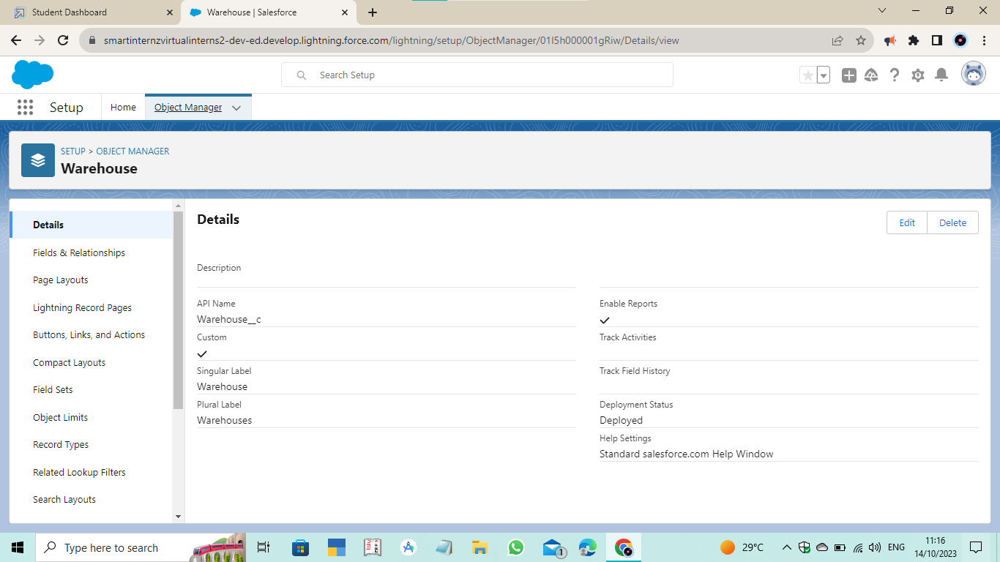 Student Dashboard
Warehouse | Salesforce
smartinternzvirtualinterns2-dev-ed.develop.lightning.force.com/lightning/setup/ObjectManager/01I5h000001gRiw/Details/view
Search Setup
Setup
Home
Object Manager
SETUP > OBJECT MANAGER
Warehouse
Details
Fields & Relationships
Page Layouts
Lightning Record Pages
Buttons, Links, and Actions
Compact Layouts
Field Sets
Object Limits
Record Types
Related Lookup Filters
Search Layouts
Details
Edit
Delete
Description
API Name
Warehouse__c
Custom
Singular Label
Warehouse
Plural Label
Warehouses
Enable Reports
Track Activities
Track Field History
Deployment Status
Deployed
Help Settings
Standard salesforce.com Help Window
Type here to search
1
29°C
ENG
11:16
14/10/2023